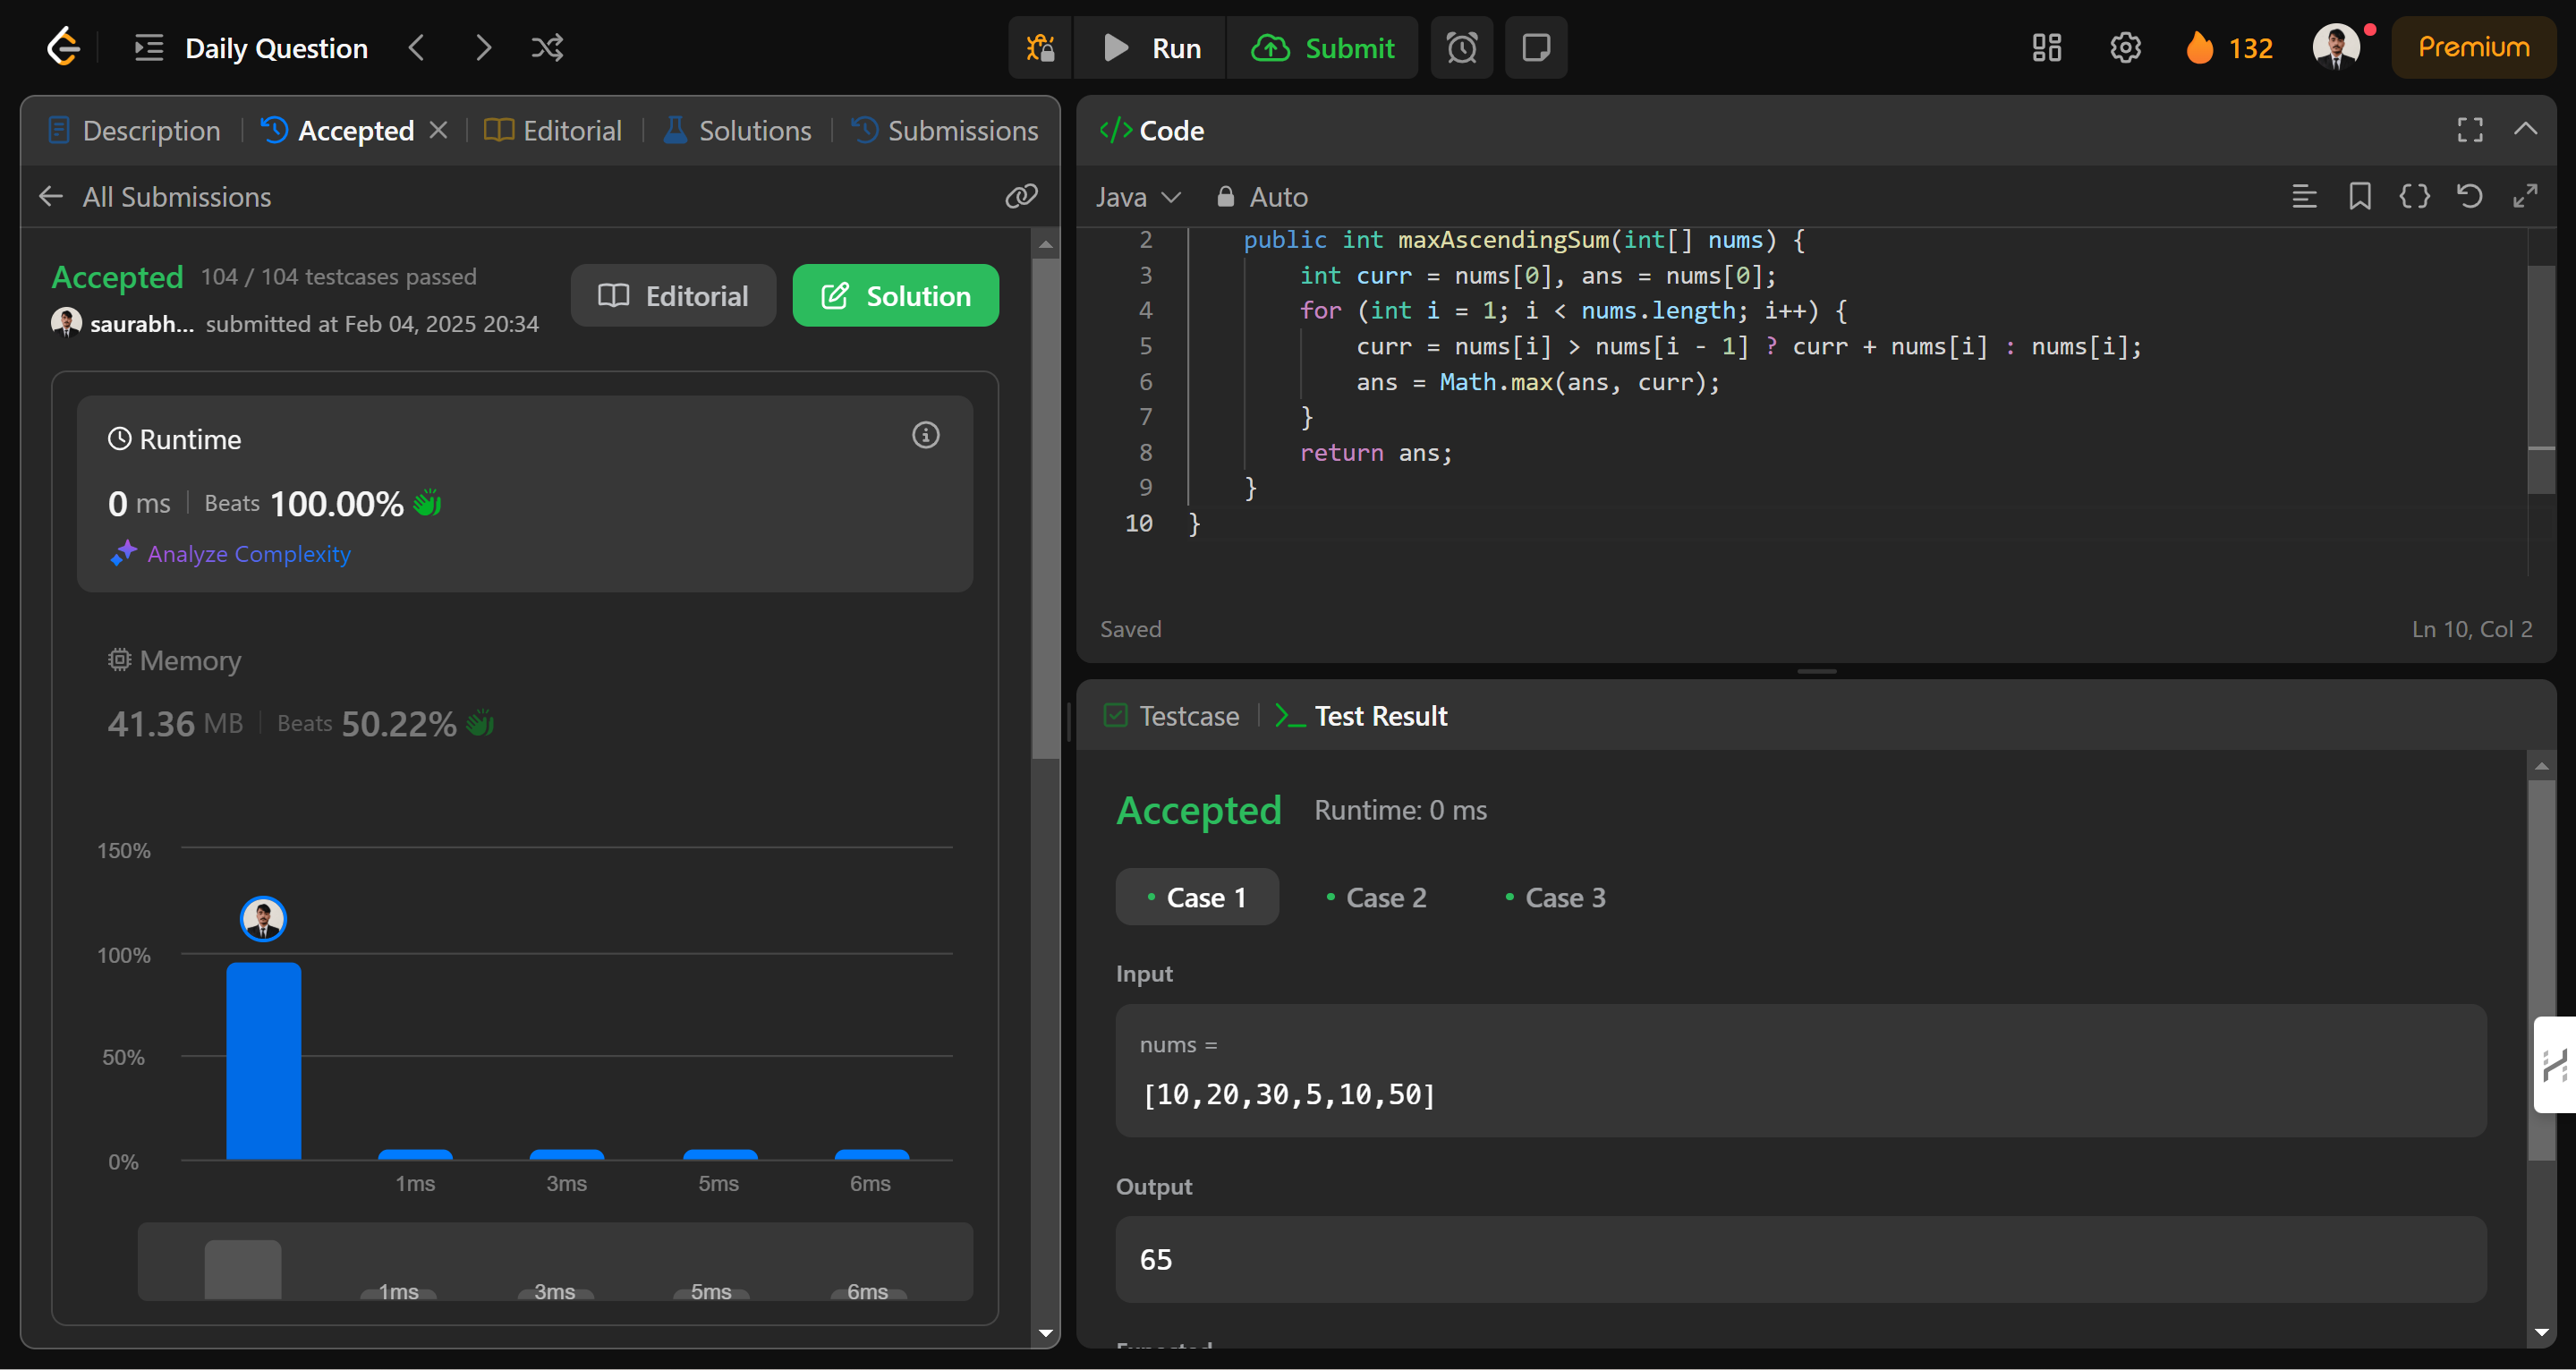 Daily Question
Run
Submit
132
Premium
Description
Accepted
Editorial
Solutions
Submissions
All Submissions
Accepted 104 / 104 testcases passed
saurabh... submitted at Feb 04, 2025 20:34
Editorial
Solution
Runtime
0 ms Beats 100.00%
Analyze Complexity
Memory
41.36 MB Beats 50.22%
150%
100%
50%
0%
1ms 3ms 5ms 6ms
1ms 3ms 5ms 6ms
</> Code
Java Auto
2 public int maxAscendingSum(int[] nums) {
3 int curr = nums[0], ans = nums[0];
4 for (int i = 1; i < nums.length; i++) {
5 curr = nums[i] > nums[i - 1] ? curr + nums[i] : nums[i];
6 ans = Math.max(ans, curr);
7 }
8 return ans;
9 }
10 }
Saved
Ln 10, Col 2
Testcase
Test Result
Accepted Runtime: 0 ms
• Case 1 • Case 2 • Case 3
Input
nums =
[10,20,30,5,10,50]
Output
65